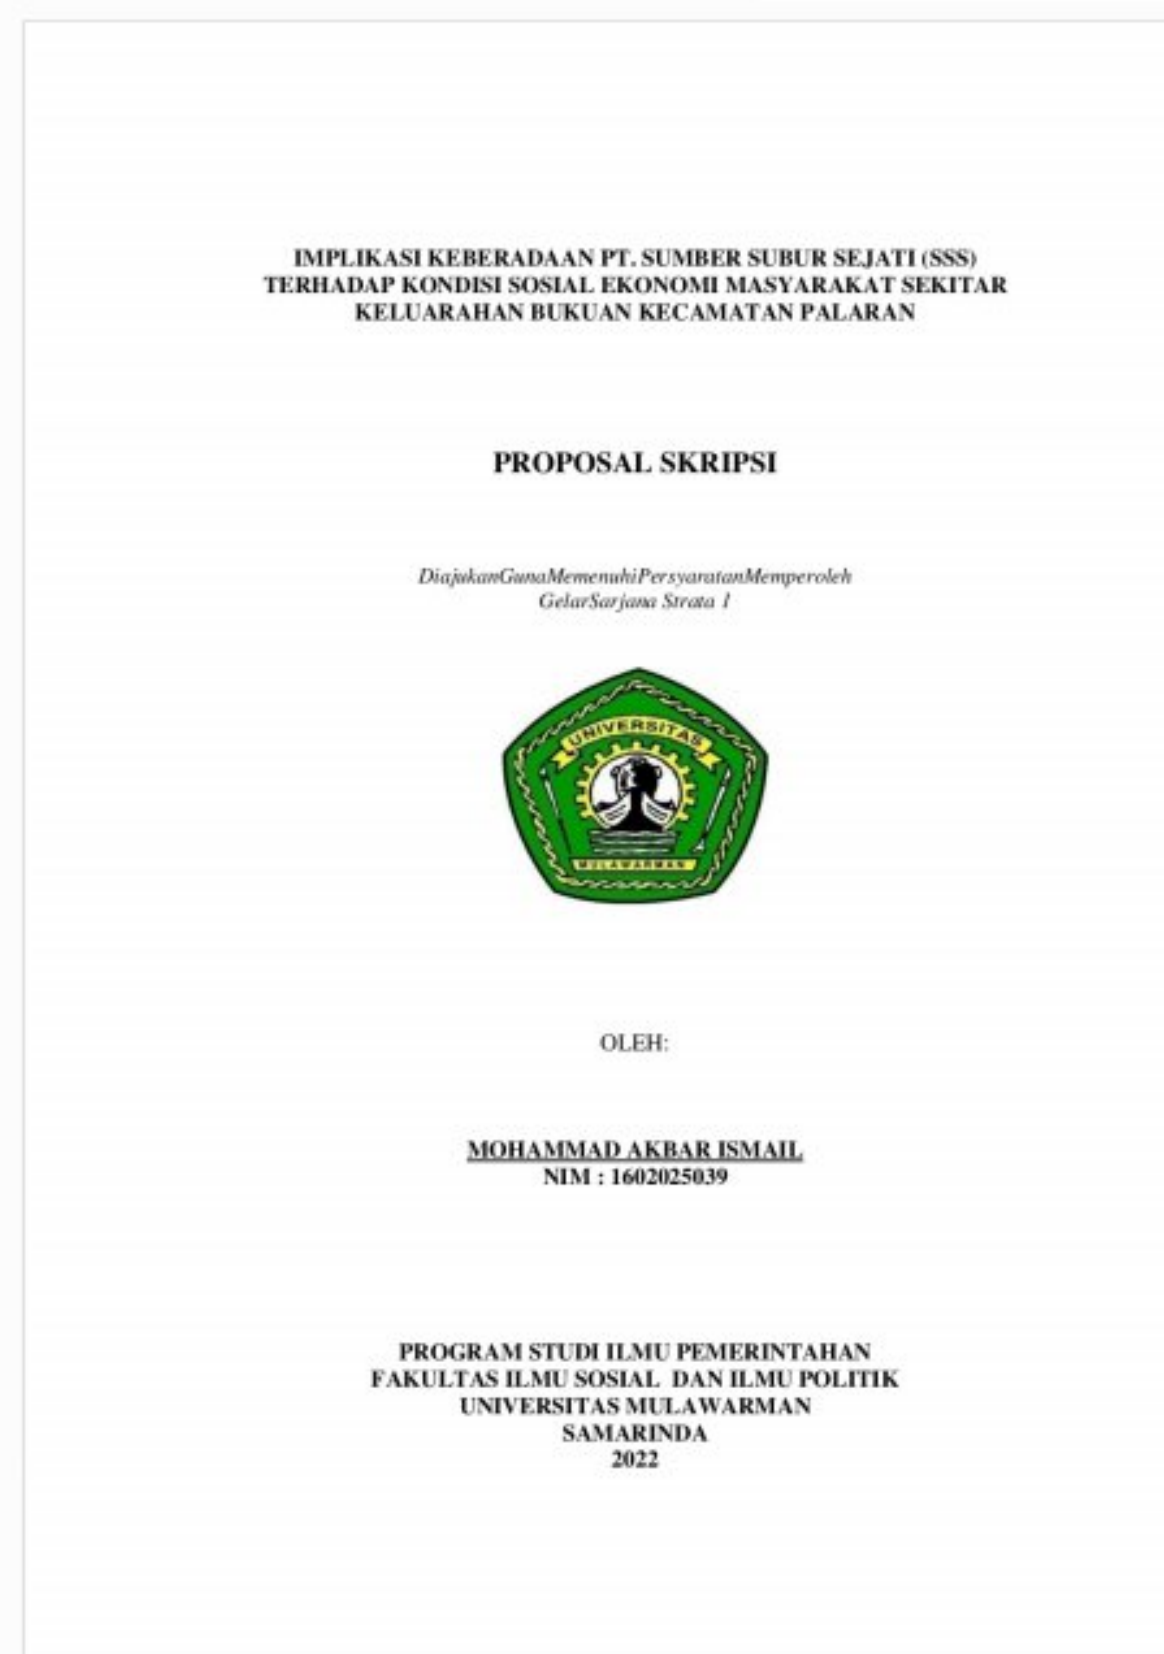 IMPLIKASI KEBERADAAN PT. SUMBER SUBUR SEJATI (SSS)
TERHADAP KONDISI SOSIAL EKONOMI MASYARAKAT SEKITAR
KELUARAHAN BUKUAN KECAMATAN PALARAN
PROPOSAL SKRIPSI
DiajukanGunaMemenuhiPersyaratanMemperoleh
GelarSarjana Strata 1
UNIVERSITAS
MULAWARMAN
OLEH:
MOHAMMAD AKBAR ISMAIL
NIM : 1602025039
PROGRAM STUDI ILMU PEMERINTAHAN
FAKULTAS ILMU SOSIAL  DAN ILMU POLITIK
UNIVERSITAS MULAWARMAN
SAMARINDA
2022